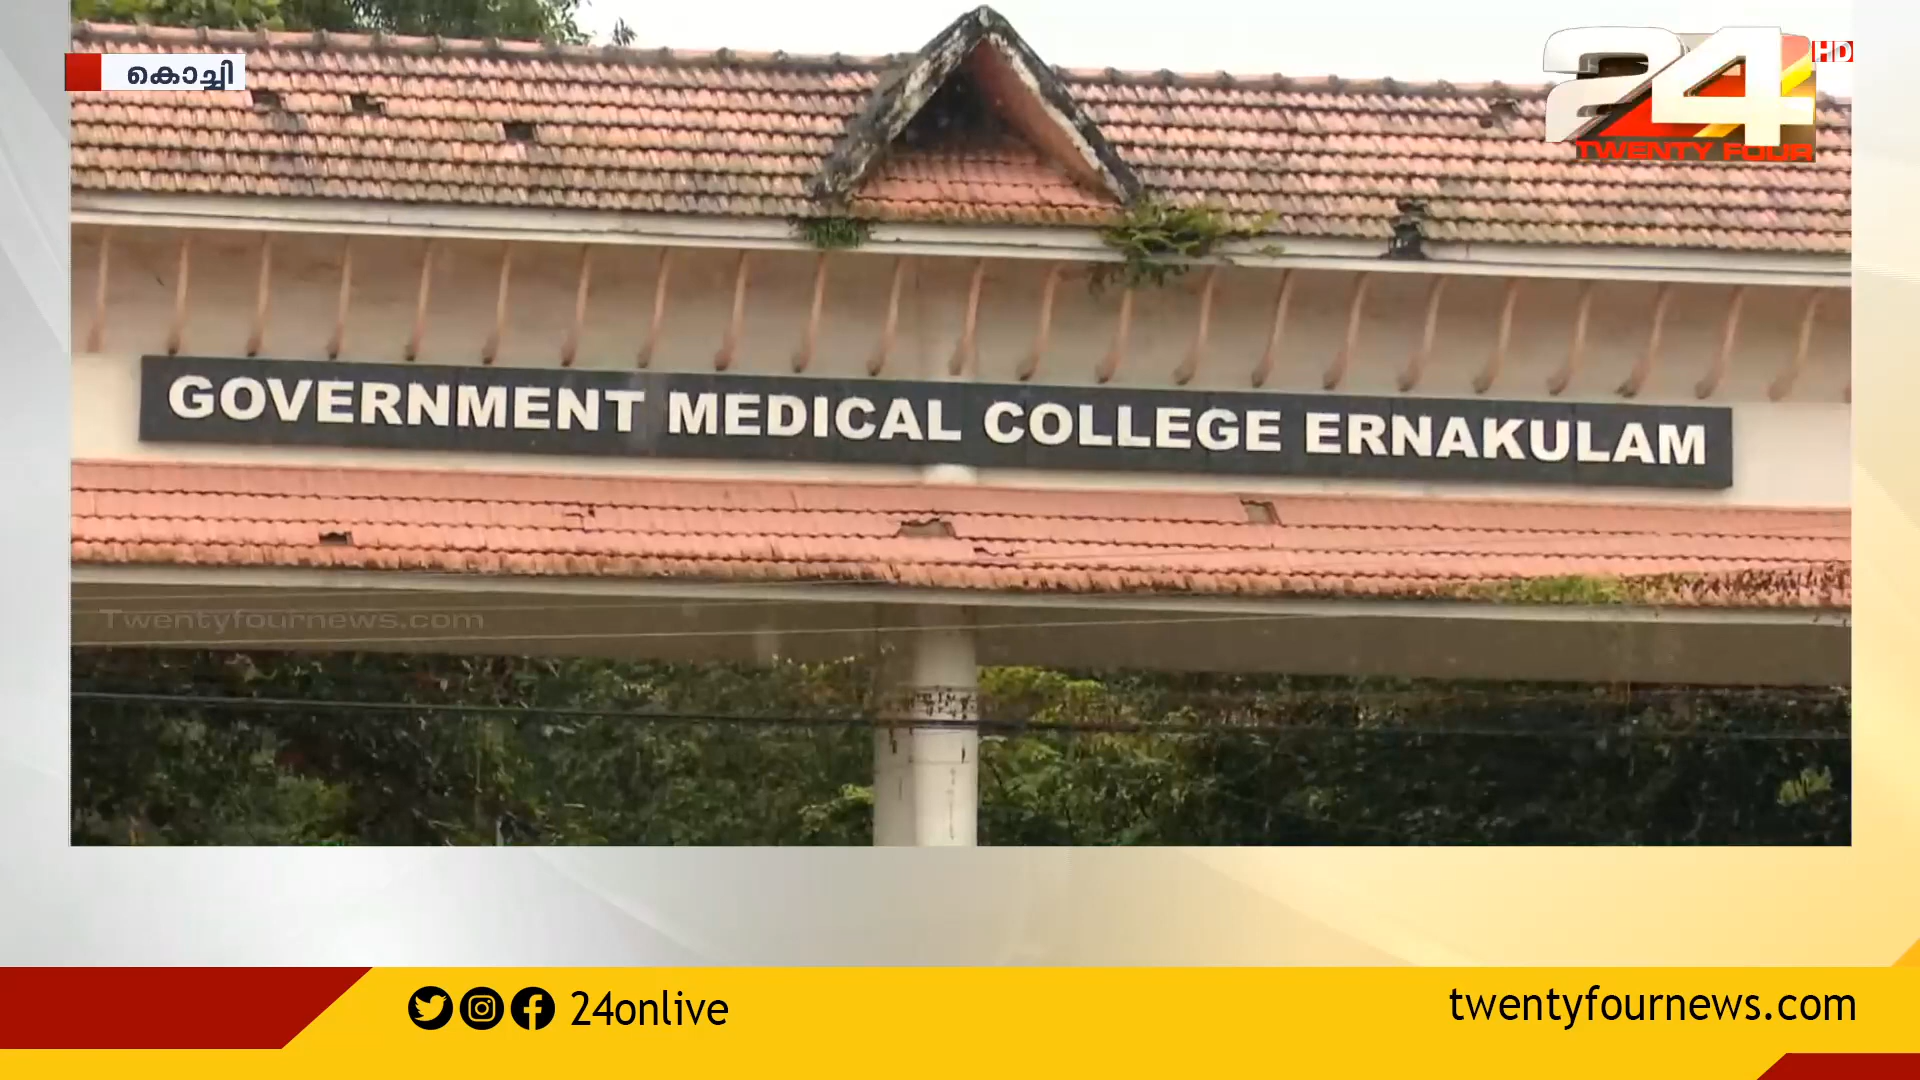 കൊച്ചി
24 HD
TWENTY FOUR
GOVERNMENT MEDICAL COLLEGE ERNAKULAM
Twentyfournews.com
24onlive
twentyfournews.com